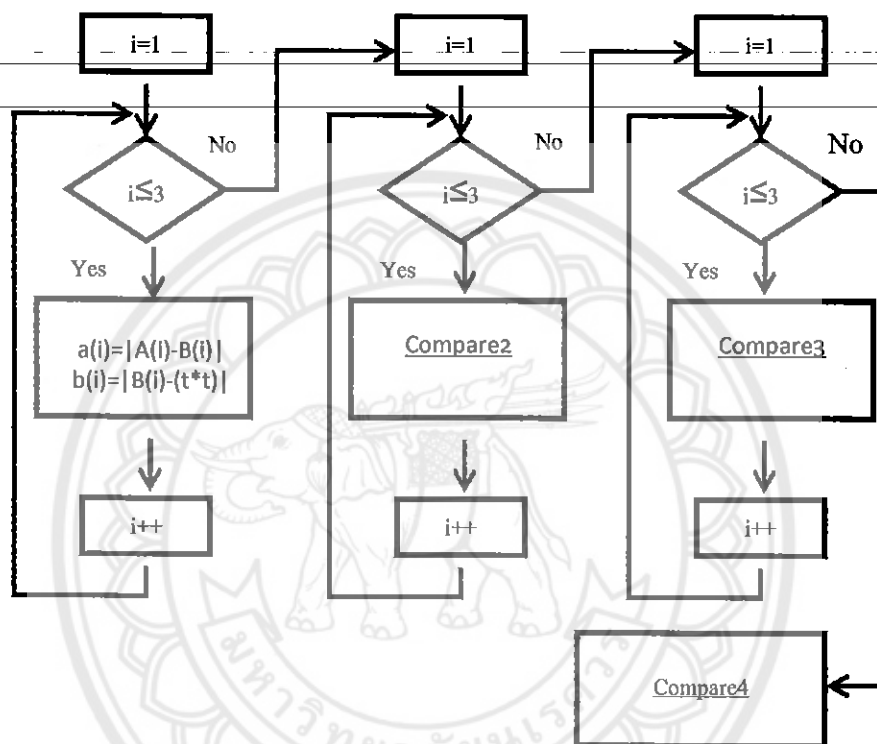 i=1
i≤3
No
Yes
a(i)=|A(i)-B(i)|
b(i)=|B(i)-(t*t)|
i++
i=1
i≤3
No
Yes
Compare2
i++
i=1
i≤3
No
Yes
Compare3
i++
Compare4